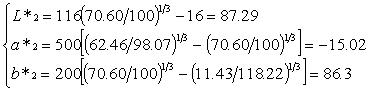 L*₂ = 116(70.60/100)^1/3 − 16 = 87.29
a*₂ = 500[(62.46/98.07)^1/3 − (70.60/100)^1/3] = −15.02
b*₂ = 200[(70.60/100)^1/3 − (11.43/118.22)^1/3] = 86.3